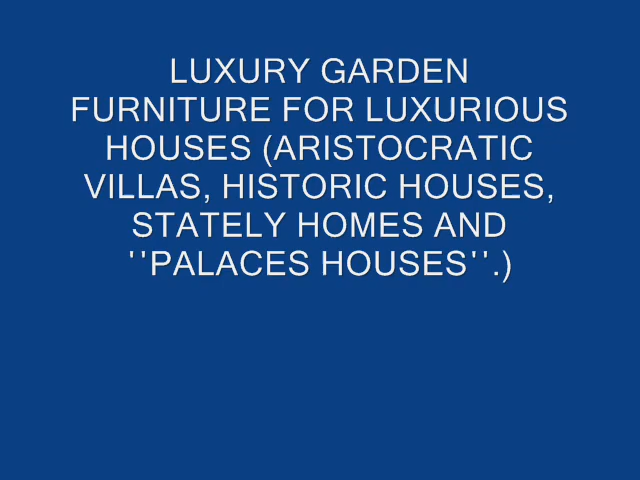 LUXURY GARDEN
FURNITURE FOR LUXURIOUS
HOUSES (ARISTOCRATIC
VILLAS, HISTORIC HOUSES,
STATELY HOMES AND
''PALACES HOUSES''.)